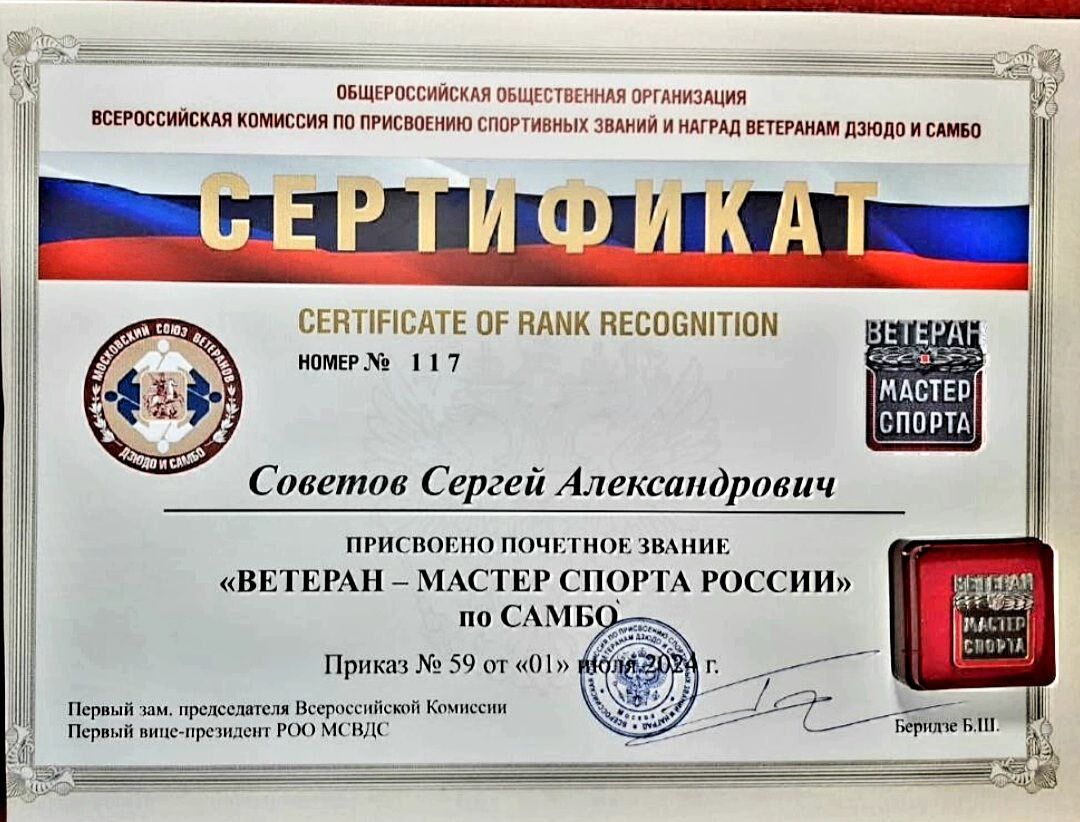 ОБЩЕРОССИЙСКАЯ ОБЩЕСТВЕННАЯ ОРГАНИЗАЦИЯ
ВСЕРОССИЙСКАЯ КОМИССИЯ ПО ПРИСВОЕНИЮ СПОРТИВНЫХ ЗВАНИЙ И НАГРАД ВЕТЕРАНАМ ДЗЮДО И САМБО
СЕРТИФИКАТ
CERTIFICATE OF RANK RECOGNITION
НОМЕР № 117
МОСКОВСКИЙ СОЮЗ ВЕТЕРАНОВ
ДЗЮДО И САМБО
ВЕТЕРАН
МАСТЕР
СПОРТА
Советов Сергей Александрович
ПРИСВОЕНО ПОЧЕТНОЕ ЗВАНИЕ
«ВЕТЕРАН – МАСТЕР СПОРТА РОССИИ»
по САМБО
ВЕТЕРАН
МАСТЕР
СПОРТА
Приказ № 59 от «01» июля 2024 г.
Первый зам. председателя Всероссийской Комиссии
Первый вице-президент РОО МСВДС
Беридзе Б.Ш.